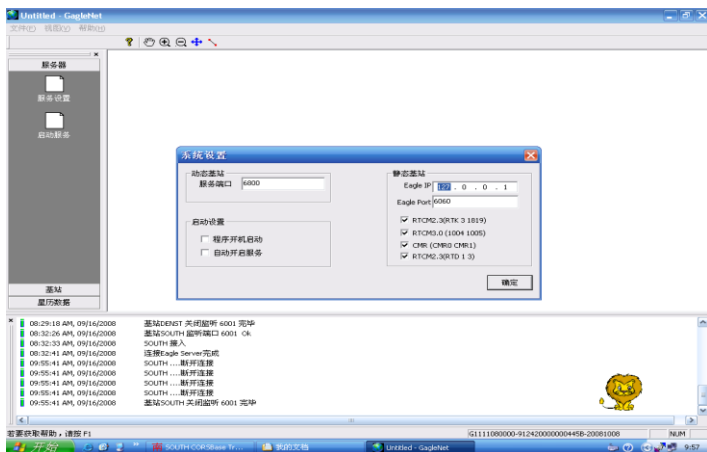 Untitled - GagleNet
文件(F) 视图(V) 帮助(H)
服务器
服务设置
启动服务
基站
星历数据
系统设置
动态基站
服务端口 6800
启动设置
程序开机启动
自动开启服务
静态基站
Eagle IP 127 . 0 . 0 . 1
Eagle Port 6060
RTCM2.3(RTK 3 1819)
RTCM3.0 (1004 1005)
CMR (CMR0 CMR1)
RTCM2.3(RTD 1 3)
确定
08:29:18 AM, 09/16/2008 基站DENST 关闭监听 6001 完毕
08:32:26 AM, 09/16/2008 基站SOUTH 监听端口 6001 Ok
08:32:33 AM, 09/16/2008 SOUTH 接入
08:32:41 AM, 09/16/2008 连接Eagle Server完成
09:55:41 AM, 09/16/2008 SOUTH ....断开连接
09:55:41 AM, 09/16/2008 SOUTH ....断开连接
09:55:41 AM, 09/16/2008 SOUTH ....断开连接
09:55:41 AM, 09/16/2008 基站SOUTH 关闭监听 6001 完毕
若要获取帮助，请按 F1
G1111080000-912420000000445B-20081008 NUM
开始 SOUTH CORSBase Tr... 我的文档 Untitled - GagleNet 9:57